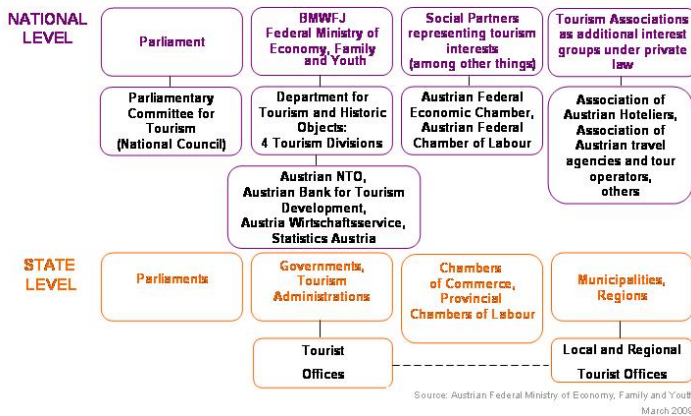 NATIONAL
LEVEL
Parliament
BMWFJ
Federal Ministry of
Economy, Family
and Youth
Social Partners
representing tourism
interests
(among other things)
Tourism Associations
as additional interest
groups under private
law
Parliamentary
Committee for
Tourism
(National Council)
Department for
Tourism and Historic
Objects:
4 Tourism Divisions
Austrian Federal
Economic Chamber,
Austrian Federal
Chamber of Labour
Association of
Austrian Hoteliers,
Association of
Austrian travel
agencies and tour
operators,
others
Austrian NTO,
Austrian Bank for Tourism
Development,
Austria Wirtschaftsservice,
Statistics Austria
STATE
LEVEL
Parliaments
Governments,
Tourism
Administrations
Chambers
of Commerce,
Provincial
Chambers of Labour
Municipalities,
Regions
Tourist
Offices
Local and Regional
Tourist Offices
Source: Austrian Federal Ministry of Economy, Family and Youth
March 2009